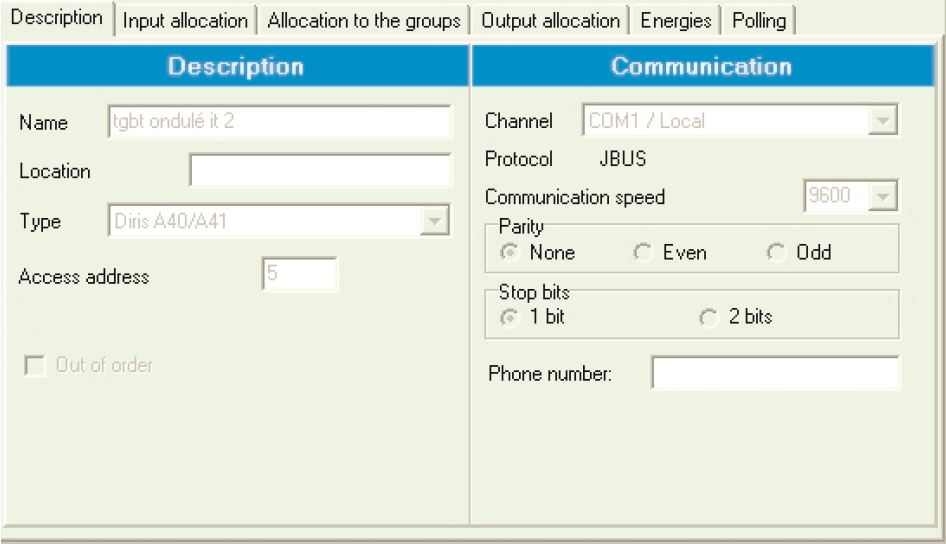 Description Input allocation Allocation to the groups Output allocation Energies Polling
Description
Name tgbt ondulé it 2
Location
Type Diris A40/A41
Access address 5
Out of order
Communication
Channel COM1 / Local
Protocol JBUS
Communication speed 9600
Parity
None Even Odd
Stop bits
1 bit 2 bits
Phone number: